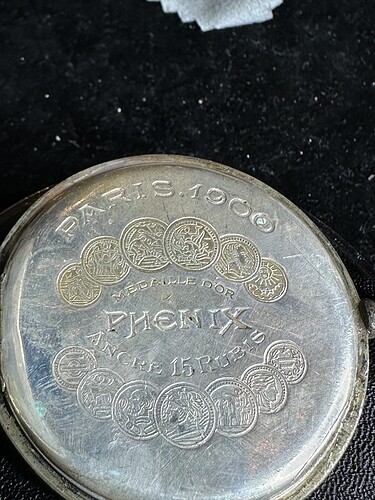 PARIS.1900
MEDAILLE D'OR
PHENIX
ANCRE 15 RUBIS